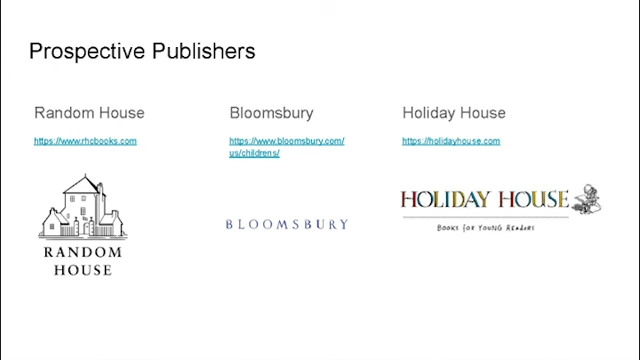 Prospective Publishers
Random House
https://www.rhcbooks.com
RANDOM
HOUSE
Bloomsbury
https://www.bloomsbury.com/
us/childrens/
BLOOMSBURY
Holiday House
https://holidayhouse.com
HOLIDAY HOUSE
BOOKS FOR YOUNG READERS